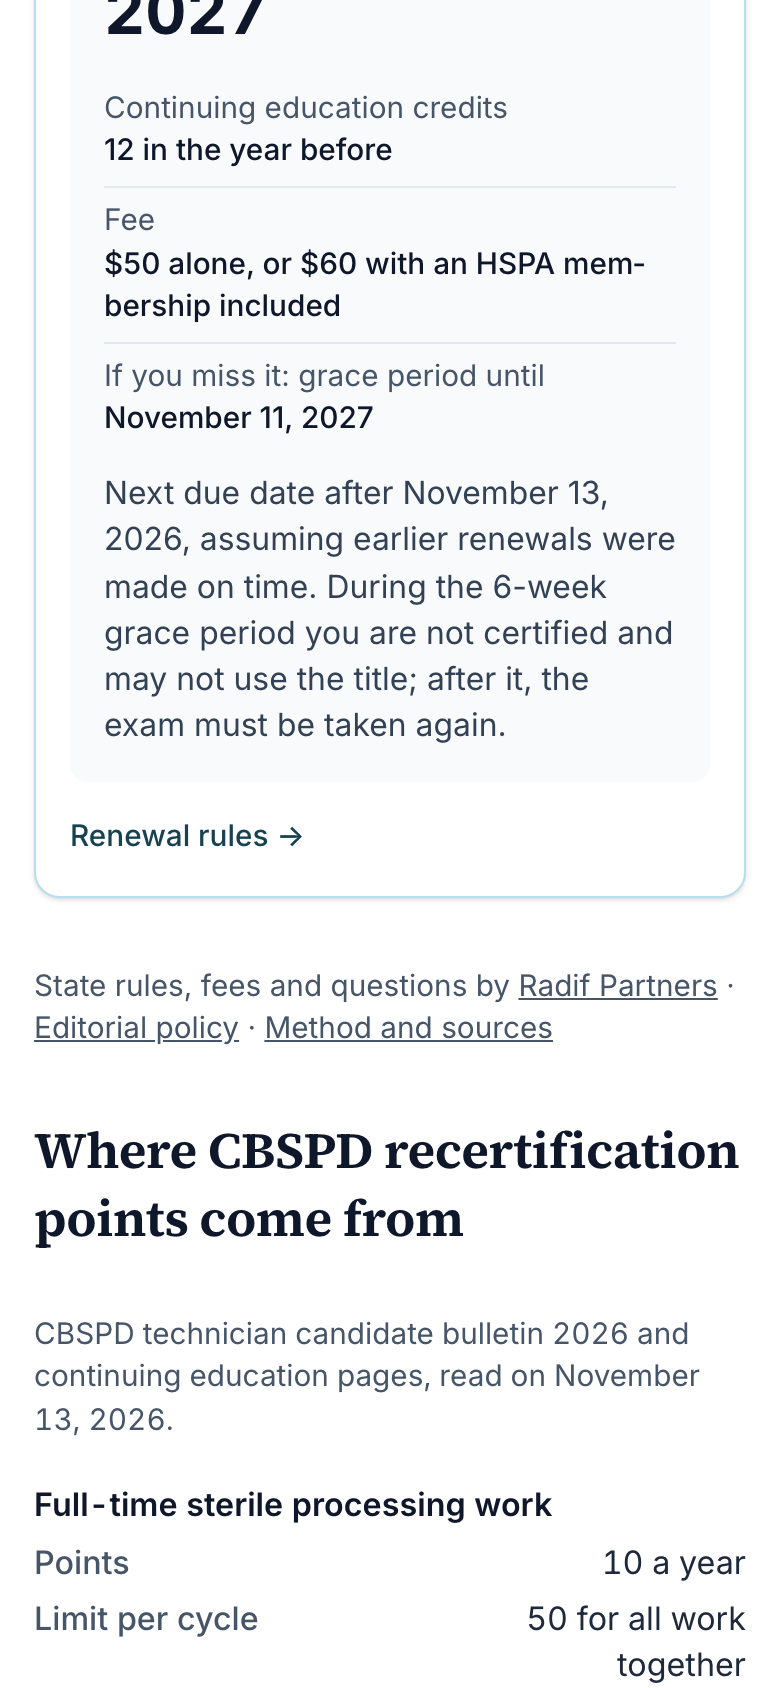 2027
Continuing education credits
12 in the year before
Fee
$50 alone, or $60 with an HSPA mem-
bership included
If you miss it: grace period until
November 11, 2027
Next due date after November 13,
2026, assuming earlier renewals were
made on time. During the 6-week
grace period you are not certified and
may not use the title; after it, the
exam must be taken again.
Renewal rules →
State rules, fees and questions by Radif Partners ·
Editorial policy · Method and sources
Where CBSPD recertification
points come from
CBSPD technician candidate bulletin 2026 and
continuing education pages, read on November
13, 2026.
Full-time sterile processing work
Points 10 a year
Limit per cycle 50 for all work
together